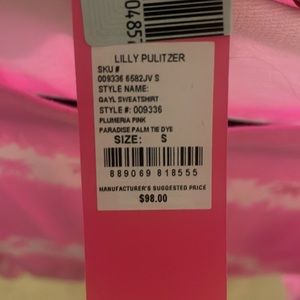 0485
LILLY PULITZER
SKU #
009336 6582JV S
STYLE NAME:
GAYL SWEATSHIRT
STYLE #: 009336
PLUMERIA PINK
PARADISE PALM TIE DYE
SIZE: S
889069 818555
MANUFACTURER'S SUGGESTED PRICE
$98.00